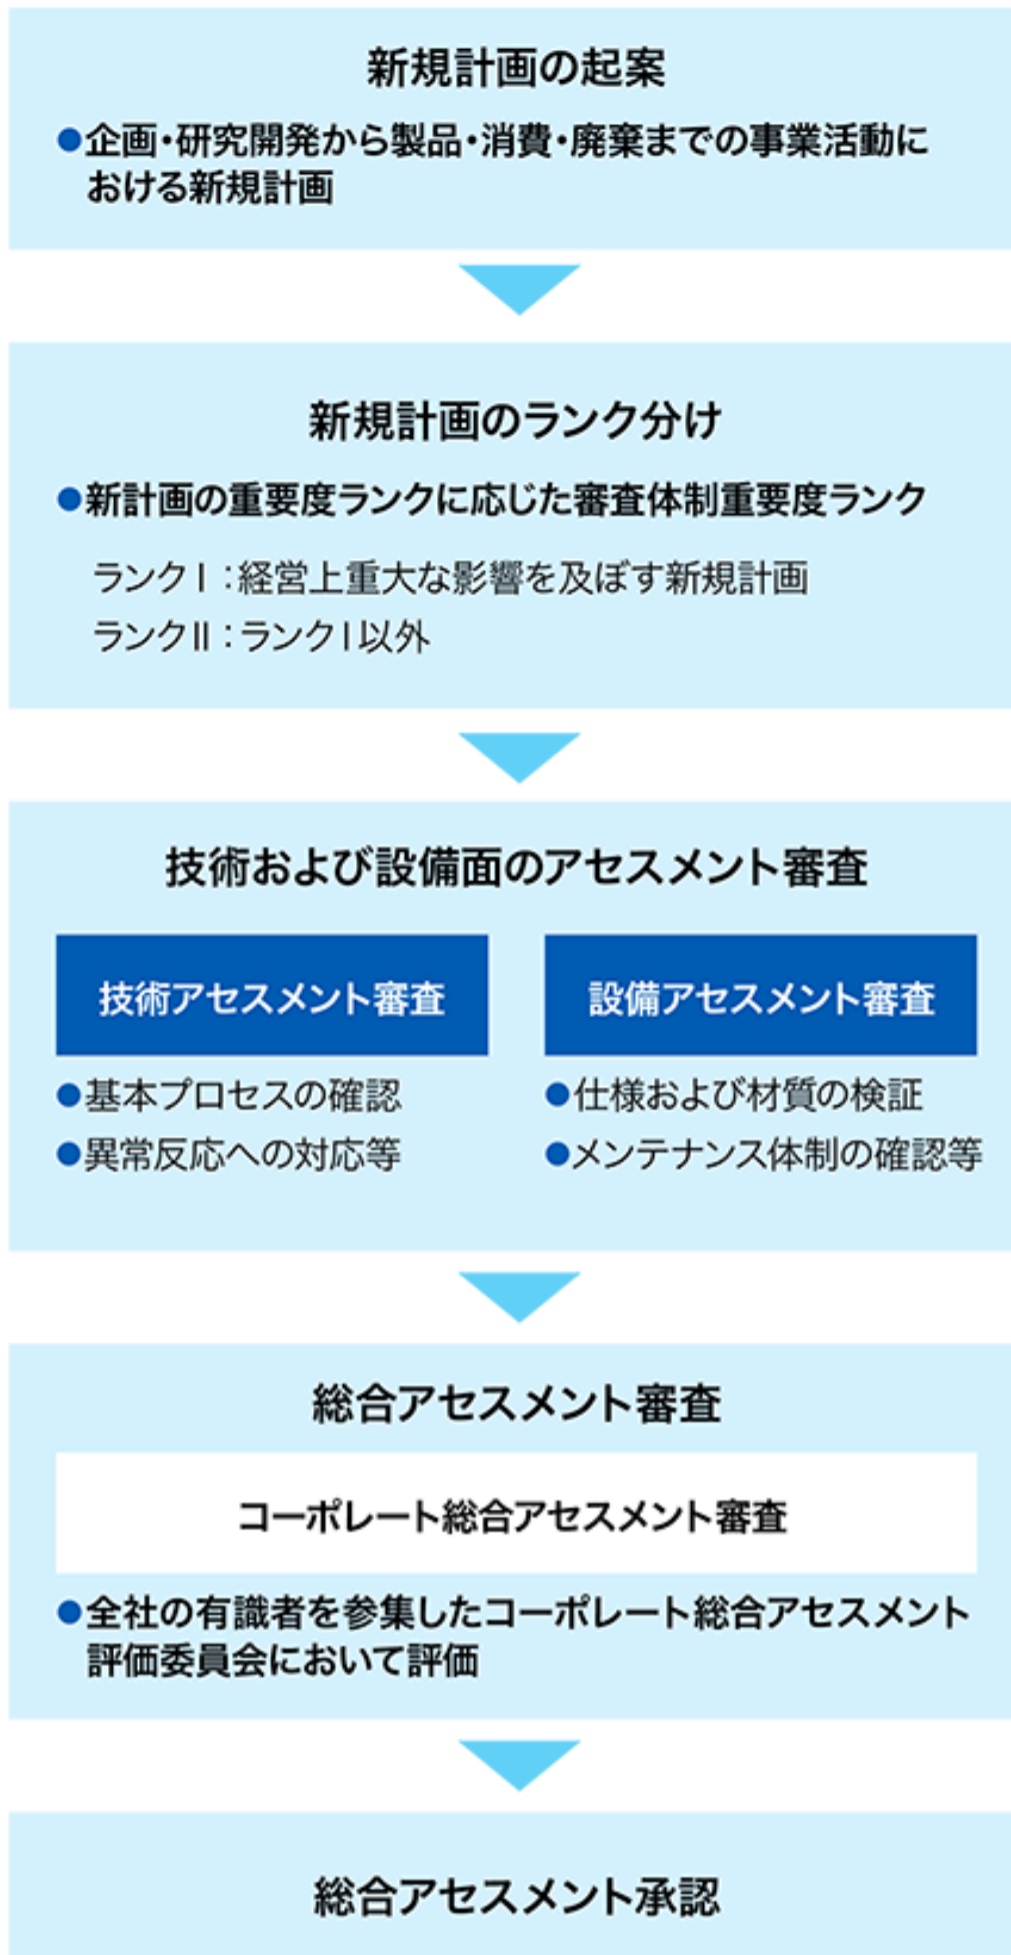 新規計画の起案
●企画・研究開発から製品・消費・廃棄までの事業活動に
おける新規計画
新規計画のランク分け
●新計画の重要度ランクに応じた審査体制重要度ランク
ランクⅠ：経営上重大な影響を及ぼす新規計画
ランクⅡ：ランクⅠ以外
技術および設備面のアセスメント審査
技術アセスメント審査
●基本プロセスの確認
●異常反応への対応等
設備アセスメント審査
●仕様および材質の検証
●メンテナンス体制の確認等
総合アセスメント審査
コーポレート総合アセスメント審査
●全社の有識者を参集したコーポレート総合アセスメント
評価委員会において評価
総合アセスメント承認